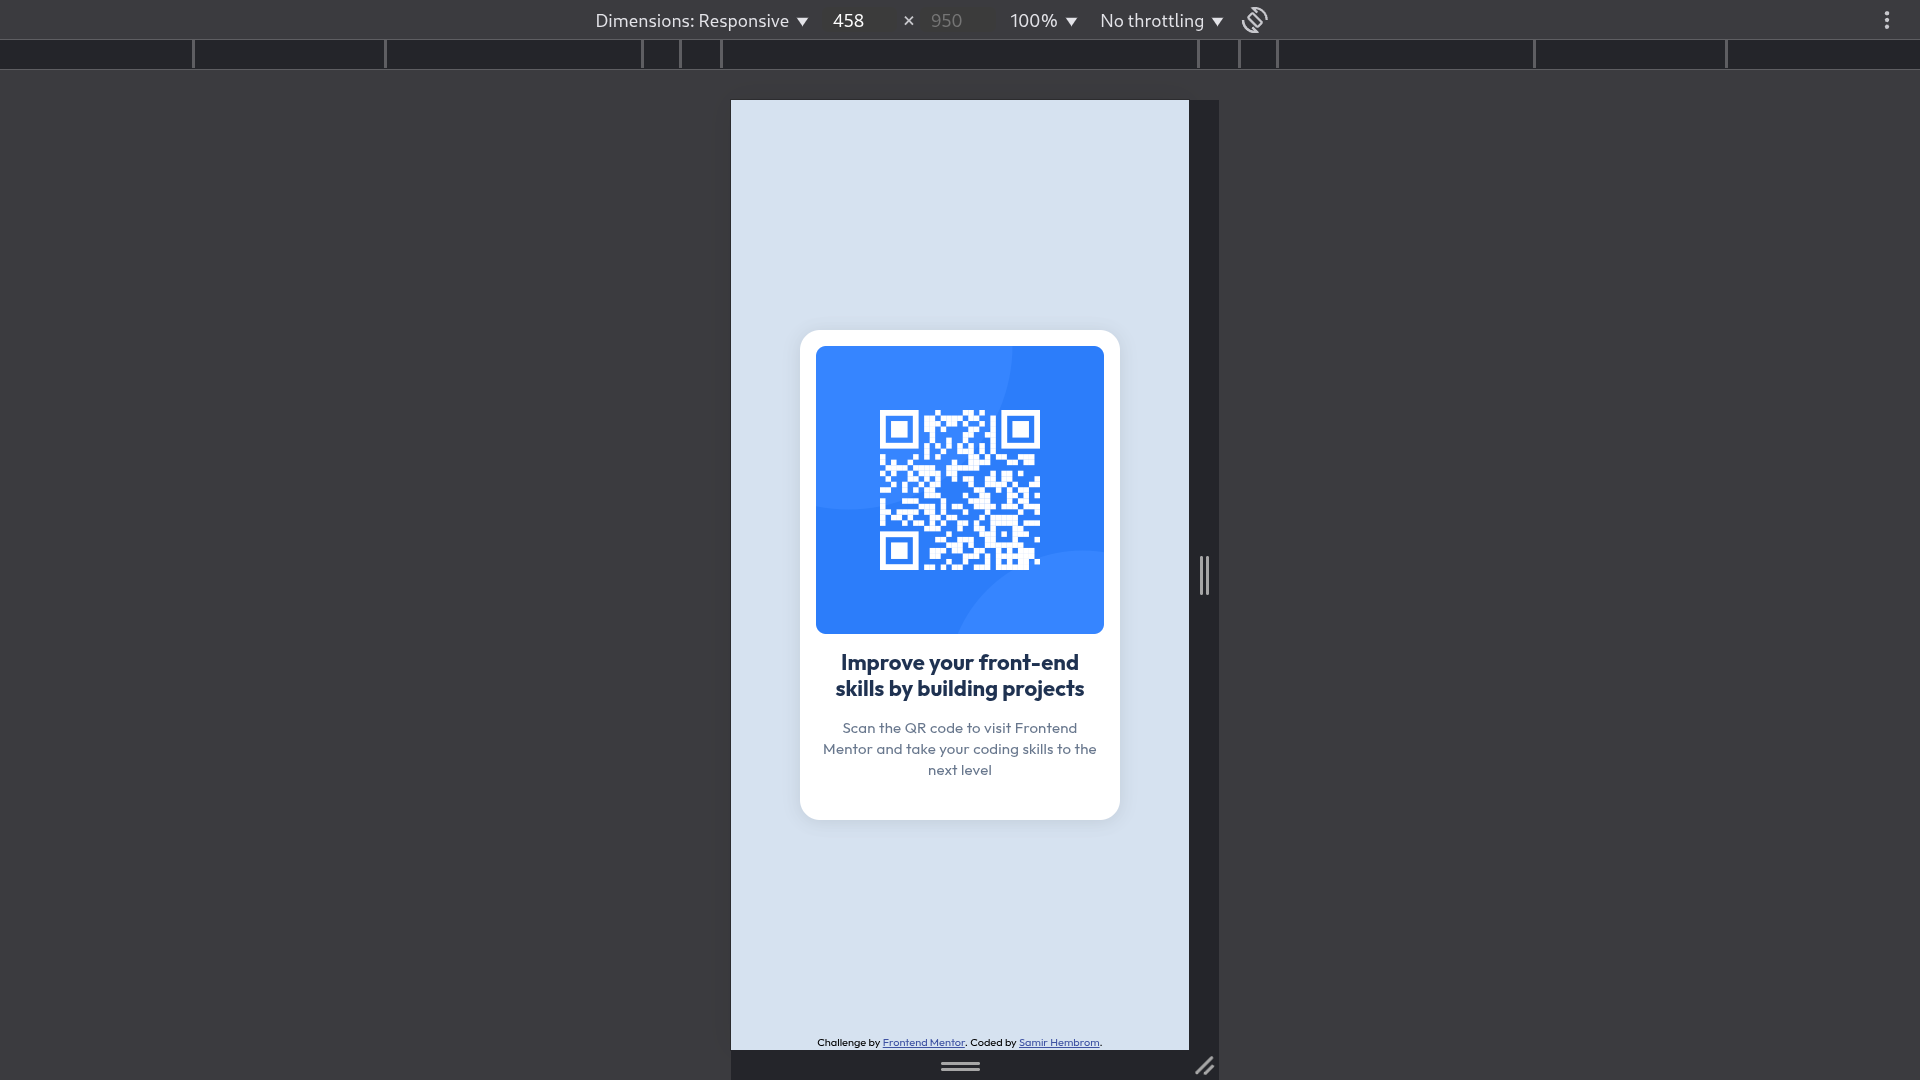 Dimensions: Responsive 458 × 950 100% No throttling
Improve your front-end
skills by building projects
Scan the QR code to visit Frontend
Mentor and take your coding skills to the
next level
Challenge by Frontend Mentor. Coded by Samir Hembrom.